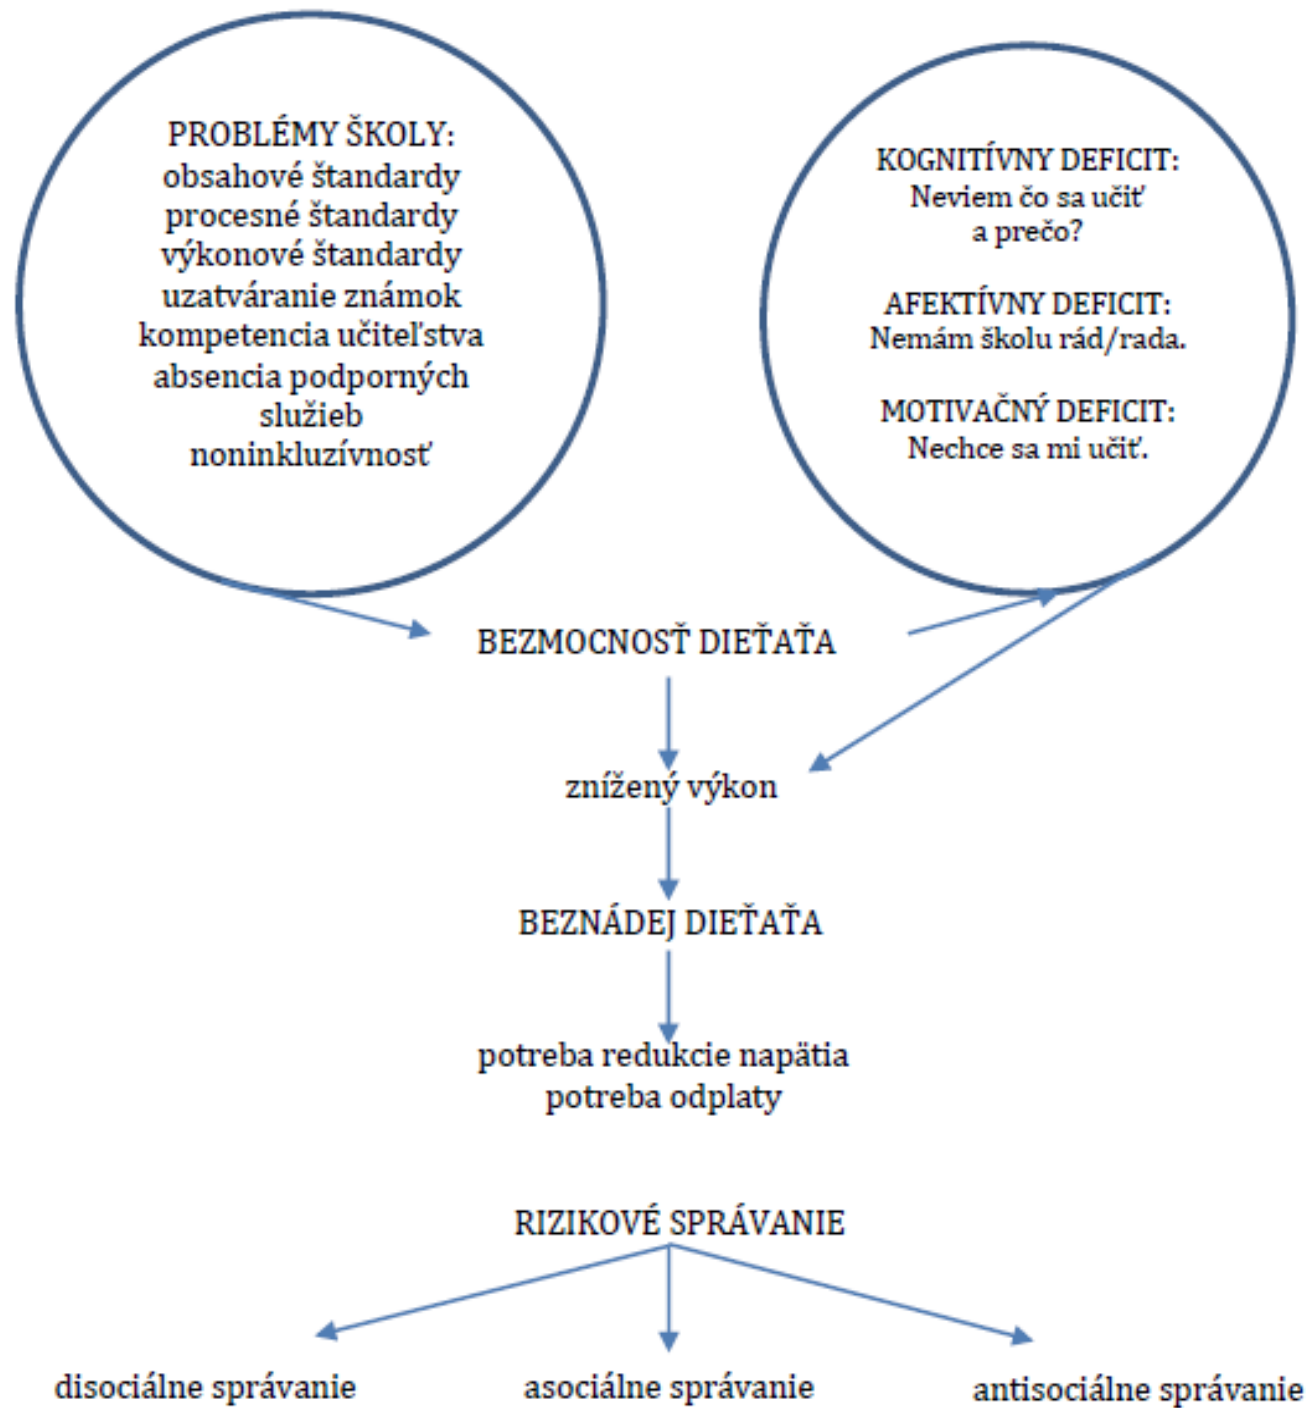 PROBLÉMY ŠKOLY:
obsahové štandardy
procesné štandardy
výkonové štandardy
uzatváranie známok
kompetencia učiteľstva
absencia podporných
služieb
noninkluzívnosť
KOGNITÍVNY DEFICIT:
Neviem čo sa učiť
a prečo?
AFEKTÍVNY DEFICIT:
Nemám školu rád/rada.
MOTIVAČNÝ DEFICIT:
Nechce sa mi učiť.
BEZMOCNOSŤ DIEŤAŤA
znížený výkon
BEZNÁDEJ DIEŤAŤA
potreba redukcie napätia
potreba odplaty
RIZIKOVÉ SPRÁVANIE
disociálne správanie
asociálne správanie
antisociálne správanie